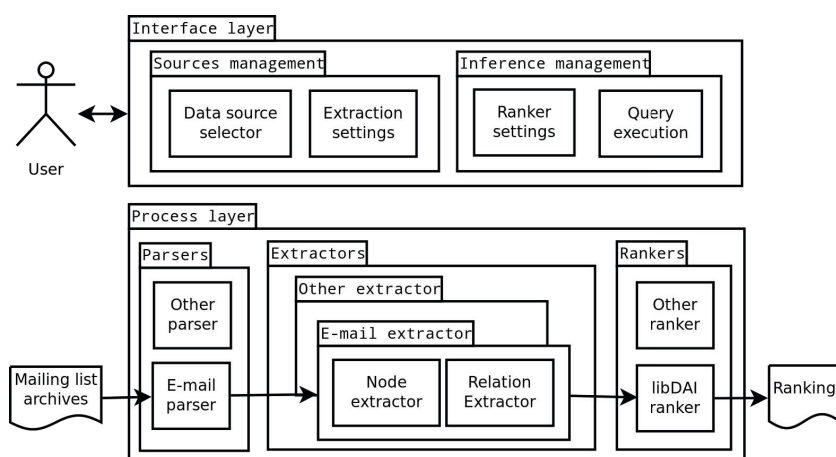 Interface layer
Sources management
Inference management
Data source
selector
Extraction
settings
Ranker
settings
Query
execution
User
Process layer
Parsers
Extractors
Rankers
Other
parser
Other extractor
Other
ranker
E-mail extractor
Mailing list
archives
E-mail
parser
Node
extractor
Relation
Extractor
libDAI
ranker
Ranking